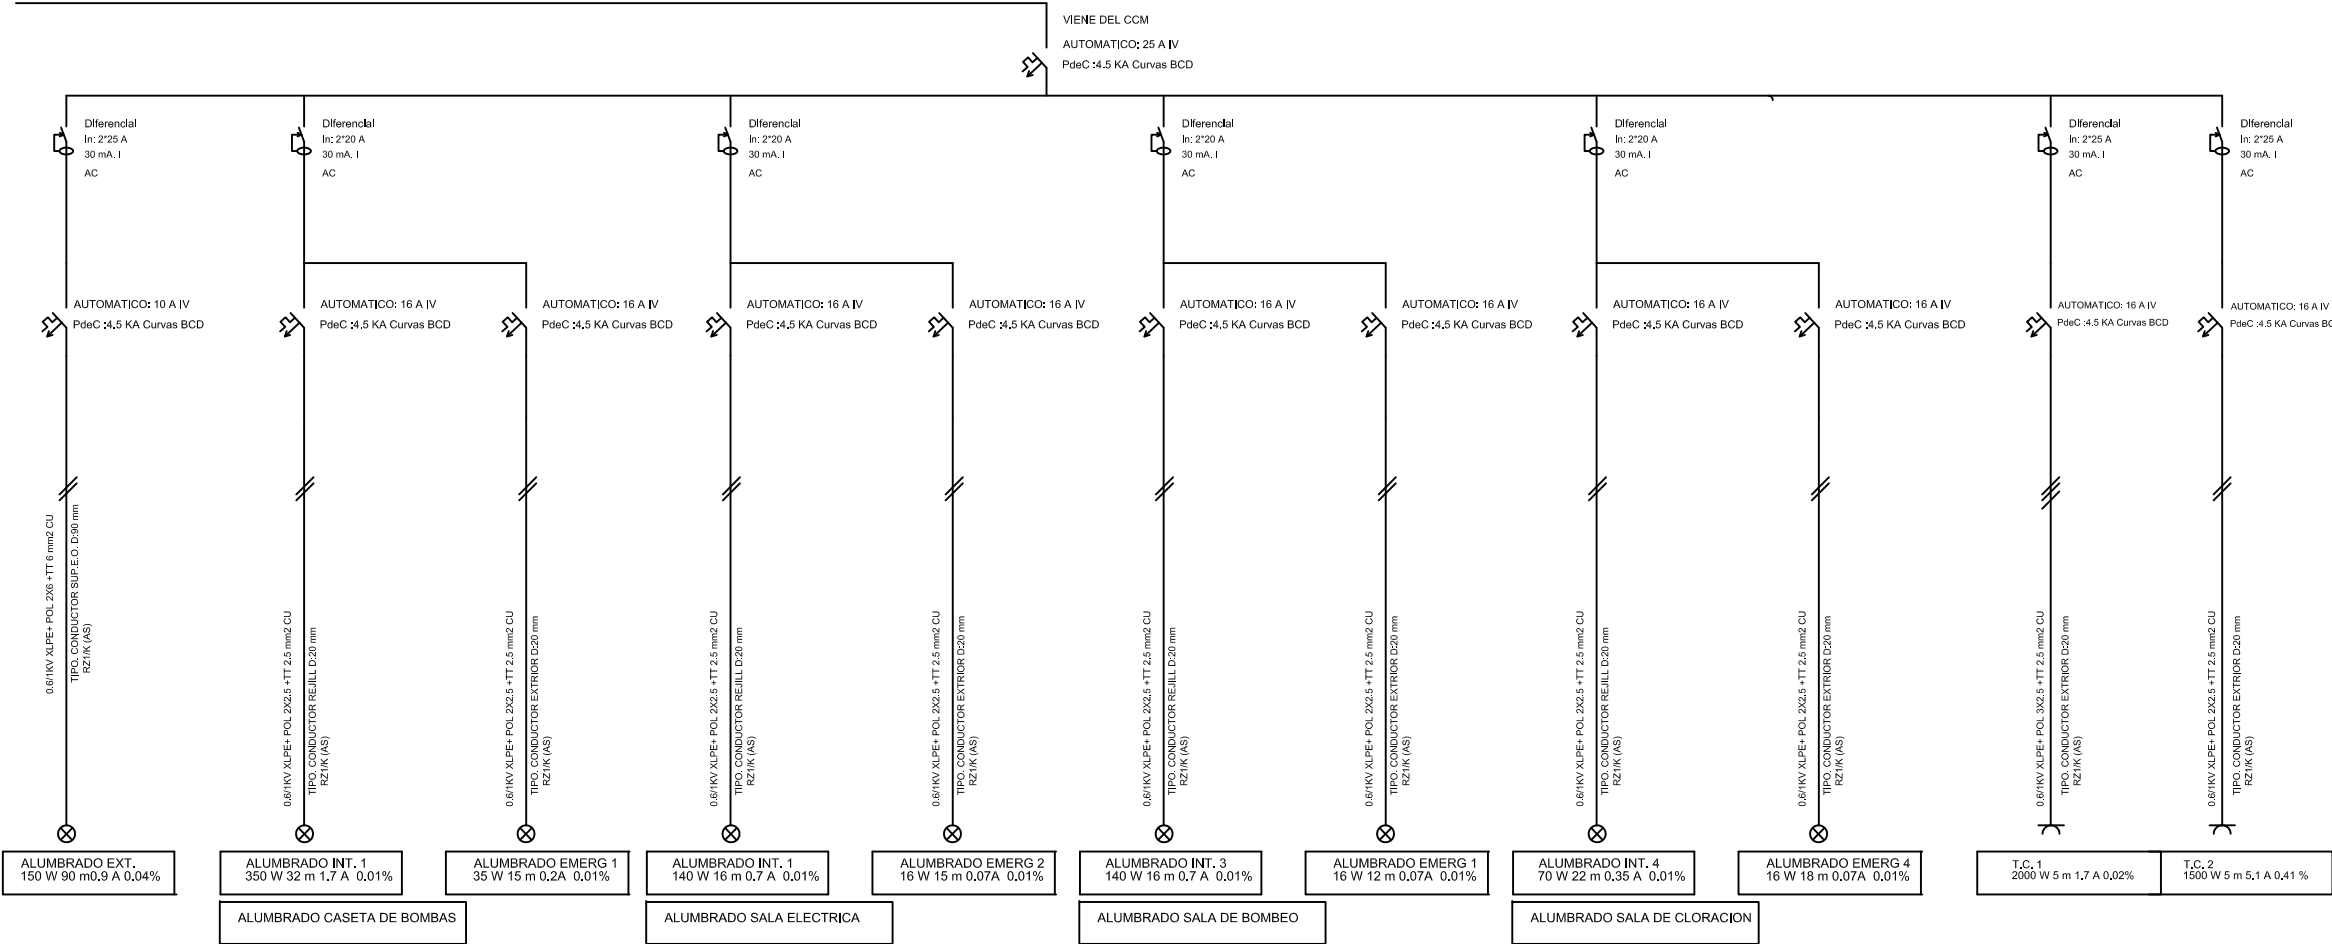 VIENE DEL CCM
AUTOMATICO: 25 A IV
PdeC :4.5 KA Curvas BCD
Diferencial
In: 2*25 A
30 mA. I
AC
Diferencial
In: 2*20 A
30 mA. I
AC
Diferencial
In: 2*20 A
30 mA. I
AC
Diferencial
In: 2*20 A
30 mA. I
AC
Diferencial
In: 2*20 A
30 mA. I
AC
Diferencial
In: 2*25 A
30 mA. I
AC
Diferencial
In: 2*25 A
30 mA. I
AC
AUTOMATICO: 10 A IV
PdeC :4.5 KA Curvas BCD
AUTOMATICO: 16 A IV
PdeC :4.5 KA Curvas BCD
AUTOMATICO: 16 A IV
PdeC :4.5 KA Curvas BCD
AUTOMATICO: 16 A IV
PdeC :4.5 KA Curvas BCD
AUTOMATICO: 16 A IV
PdeC :4.5 KA Curvas BCD
AUTOMATICO: 16 A IV
PdeC :4.5 KA Curvas BCD
AUTOMATICO: 16 A IV
PdeC :4.5 KA Curvas BCD
AUTOMATICO: 16 A IV
PdeC :4.5 KA Curvas BCD
AUTOMATICO: 16 A IV
PdeC :4.5 KA Curvas BCD
AUTOMATICO: 16 A IV
PdeC :4.5 KA Curvas BCD
AUTOMATICO: 16 A IV
PdeC :4.5 KA Curvas BC
0.6/1KV XLPE+ POL 2X6 +TT 6 mm2 CU
TIPO. CONDUCTOR SUP.E.O. D:90 mm
RZ1/K (AS)
0.6/1KV XLPE+ POL 2X2.5 +TT 2.5 mm2 CU
TIPO. CONDUCTOR REJILL D:20 mm
RZ1/K (AS)
0.6/1KV XLPE+ POL 2X2.5 +TT 2.5 mm2 CU
TIPO. CONDUCTOR EXTRIOR D:20 mm
RZ1/K (AS)
0.6/1KV XLPE+ POL 2X2.5 +TT 2.5 mm2 CU
TIPO. CONDUCTOR REJILL D:20 mm
RZ1/K (AS)
0.6/1KV XLPE+ POL 2X2.5 +TT 2.5 mm2 CU
TIPO. CONDUCTOR EXTRIOR D:20 mm
RZ1/K (AS)
0.6/1KV XLPE+ POL 2X2.5 +TT 2.5 mm2 CU
TIPO. CONDUCTOR REJILL D:20 mm
RZ1/K (AS)
0.6/1KV XLPE+ POL 2X2.5 +TT 2.5 mm2 CU
TIPO. CONDUCTOR EXTRIOR D:20 mm
RZ1/K (AS)
0.6/1KV XLPE+ POL 2X2.5 +TT 2.5 mm2 CU
TIPO. CONDUCTOR REJILL D:20 mm
RZ1/K (AS)
0.6/1KV XLPE+ POL 2X2.5 +TT 2.5 mm2 CU
TIPO. CONDUCTOR EXTRIOR D:20 mm
RZ1/K (AS)
0.6/1KV XLPE+ POL 3X2.5 +TT 2.5 mm2 CU
TIPO. CONDUCTOR EXTRIOR D:20 mm
RZ1/K (AS)
0.6/1KV XLPE+ POL 2X2.5 +TT 2.5 mm2 CU
TIPO. CONDUCTOR EXTRIOR D:20 mm
RZ1/K (AS)
ALUMBRADO EXT.
150 W 90 m0.9 A 0.04%
ALUMBRADO INT. 1
350 W 32 m 1.7 A 0.01%
ALUMBRADO EMERG 1
35 W 15 m 0.2A 0.01%
ALUMBRADO INT. 1
140 W 16 m 0.7 A 0.01%
ALUMBRADO EMERG 2
16 W 15 m 0.07A 0.01%
ALUMBRADO INT. 3
140 W 16 m 0.7 A 0.01%
ALUMBRADO EMERG 1
16 W 12 m 0.07A 0.01%
ALUMBRADO INT. 4
70 W 22 m 0.35 A 0.01%
ALUMBRADO EMERG 4
16 W 18 m 0.07A 0.01%
T.C. 1
2000 W 5 m 1.7 A 0.02%
T.C. 2
1500 W 5 m 5.1 A 0.41 %
ALUMBRADO CASETA DE BOMBAS
ALUMBRADO SALA ELECTRICA
ALUMBRADO SALA DE BOMBEO
ALUMBRADO SALA DE CLORACION